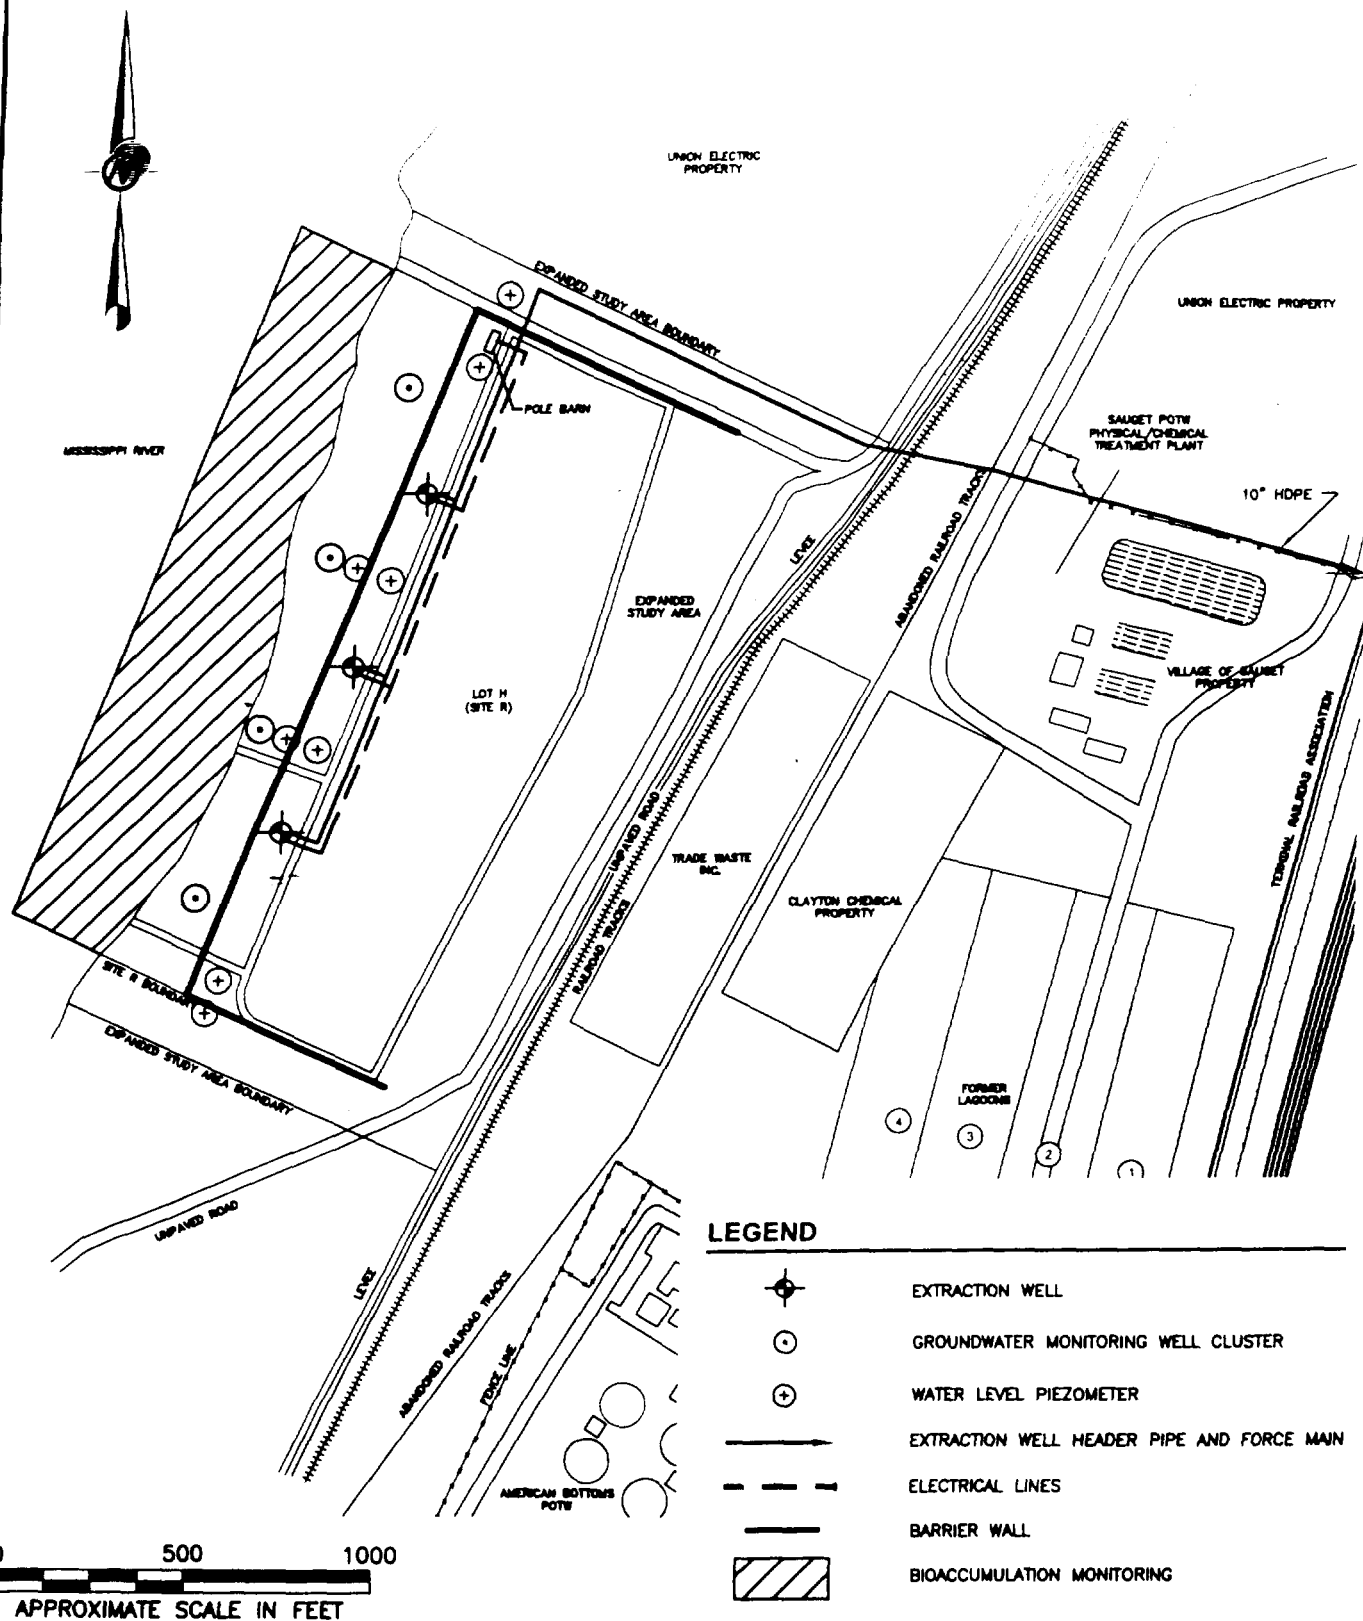 UNION ELECTRIC
PROPERTY
EXPANDED STUDY AREA BOUNDARY
UNION ELECTRIC PROPERTY
POLE BARN
SAUGET POTW
PHYSICAL/CHEMICAL
TREATMENT PLANT
MISSISSIPPI RIVER
10" HDPE
LEVEE
ABANDONED RAILROAD TRACKS
EXPANDED
STUDY AREA
LOT H
(SITE R)
VILLAGE OF SAUGET
PROPERTY
TERMINAL RAILROAD ASSOCIATION
UNPAVED ROAD
TRADE WASTE
INC.
CLAYTON CHEMICAL
PROPERTY
RAILROAD TRACKS
SITE R BOUNDARY
EXPANDED STUDY AREA BOUNDARY
FORMER
LAGOONS
4
3
2
1
UNPAVED ROAD
LEVEE
ABANDONED RAILROAD TRACKS
FENCE LINE
AMERICAN BOTTOMS
POTW
LEGEND
EXTRACTION WELL
GROUNDWATER MONITORING WELL CLUSTER
WATER LEVEL PIEZOMETER
EXTRACTION WELL HEADER PIPE AND FORCE MAIN
ELECTRICAL LINES
BARRIER WALL
BIOACCUMULATION MONITORING
0 500 1000
APPROXIMATE SCALE IN FEET